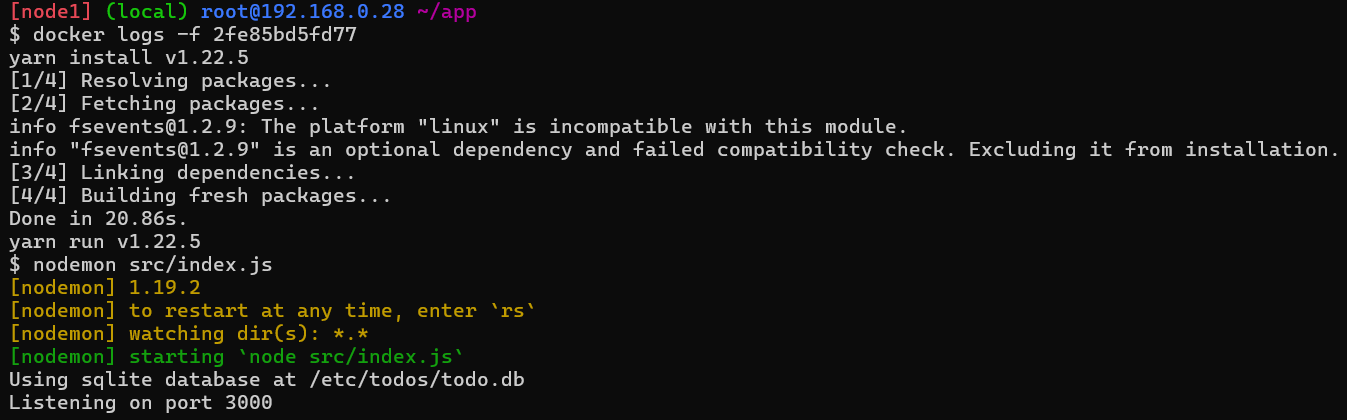 [node1] (local) root@192.168.0.28 ~/app
$ docker logs -f 2fe85bd5fd77
yarn install v1.22.5
[1/4] Resolving packages...
[2/4] Fetching packages...
info fsevents@1.2.9: The platform "linux" is incompatible with this module.
info "fsevents@1.2.9" is an optional dependency and failed compatibility check. Excluding it from installation.
[3/4] Linking dependencies...
[4/4] Building fresh packages...
Done in 20.86s.
yarn run v1.22.5
$ nodemon src/index.js
[nodemon] 1.19.2
[nodemon] to restart at any time, enter `rs`
[nodemon] watching dir(s): *.*
[nodemon] starting `node src/index.js`
Using sqlite database at /etc/todos/todo.db
Listening on port 3000